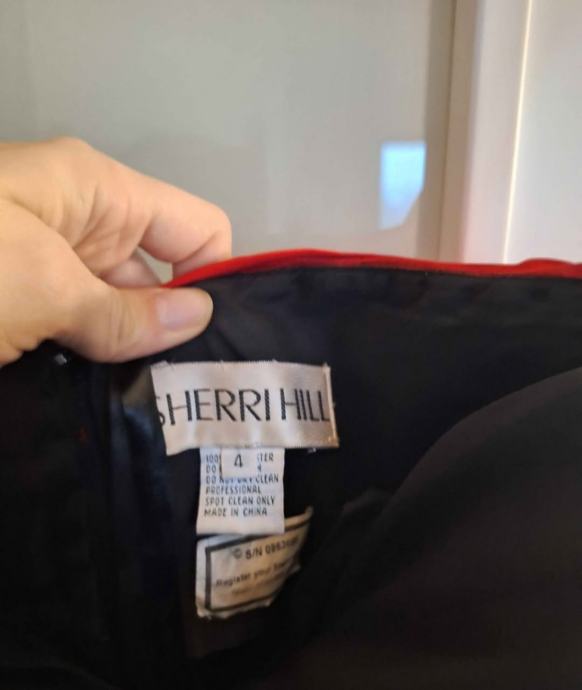 SHERRI HILL
4
DO NOT DRY CLEAN
PROFESSIONAL
SPOT CLEAN ONLY
MADE IN CHINA
© S/N
Register your